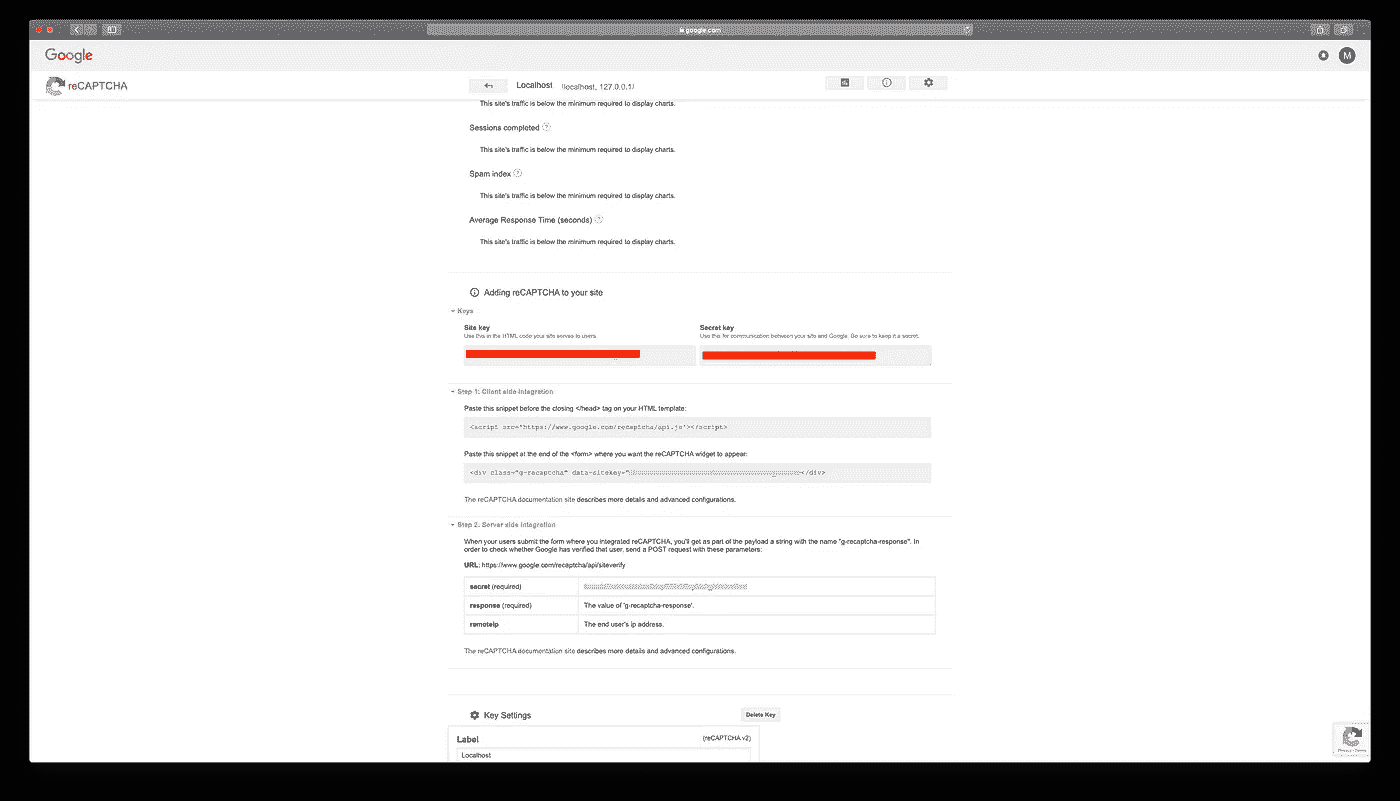 google.com
Google
M
reCAPTCHA
Localhost (localhost, 127.0.0.1)
This site's traffic is below the minimum required to display charts.
Sessions completed ?
This site's traffic is below the minimum required to display charts.
Spam index ?
This site's traffic is below the minimum required to display charts.
Average Response Time (seconds) ?
This site's traffic is below the minimum required to display charts.
Adding reCAPTCHA to your site
Keys
Site key
Use this in the HTML code your site serves to users.
Secret key
Use this for communication between your site and Google. Be sure to keep it a secret.
Step 1: Client side integration
Paste this snippet before the closing </head> tag on your HTML template:
<script src='https://www.google.com/recaptcha/api.js'></script>
Paste this snippet at the end of the <form> where you want the reCAPTCHA widget to appear:
<div class="g-recaptcha" data-sitekey="</div>
The reCAPTCHA documentation site describes more details and advanced configurations.
Step 2: Server side integration
When your users submit the form where you integrated reCAPTCHA, you'll get as part of the payload a string with the name "g-recaptcha-response". In
order to check whether Google has verified that user, send a POST request with these parameters:
URL: https://www.google.com/recaptcha/api/siteverify
secret (required)
response (required) The value of 'g-recaptcha-response'.
remoteip The end user's ip address.
The reCAPTCHA documentation site describes more details and advanced configurations.
Key Settings
Delete Key
Label (reCAPTCHA v2)
Localhost
Privacy - Terms